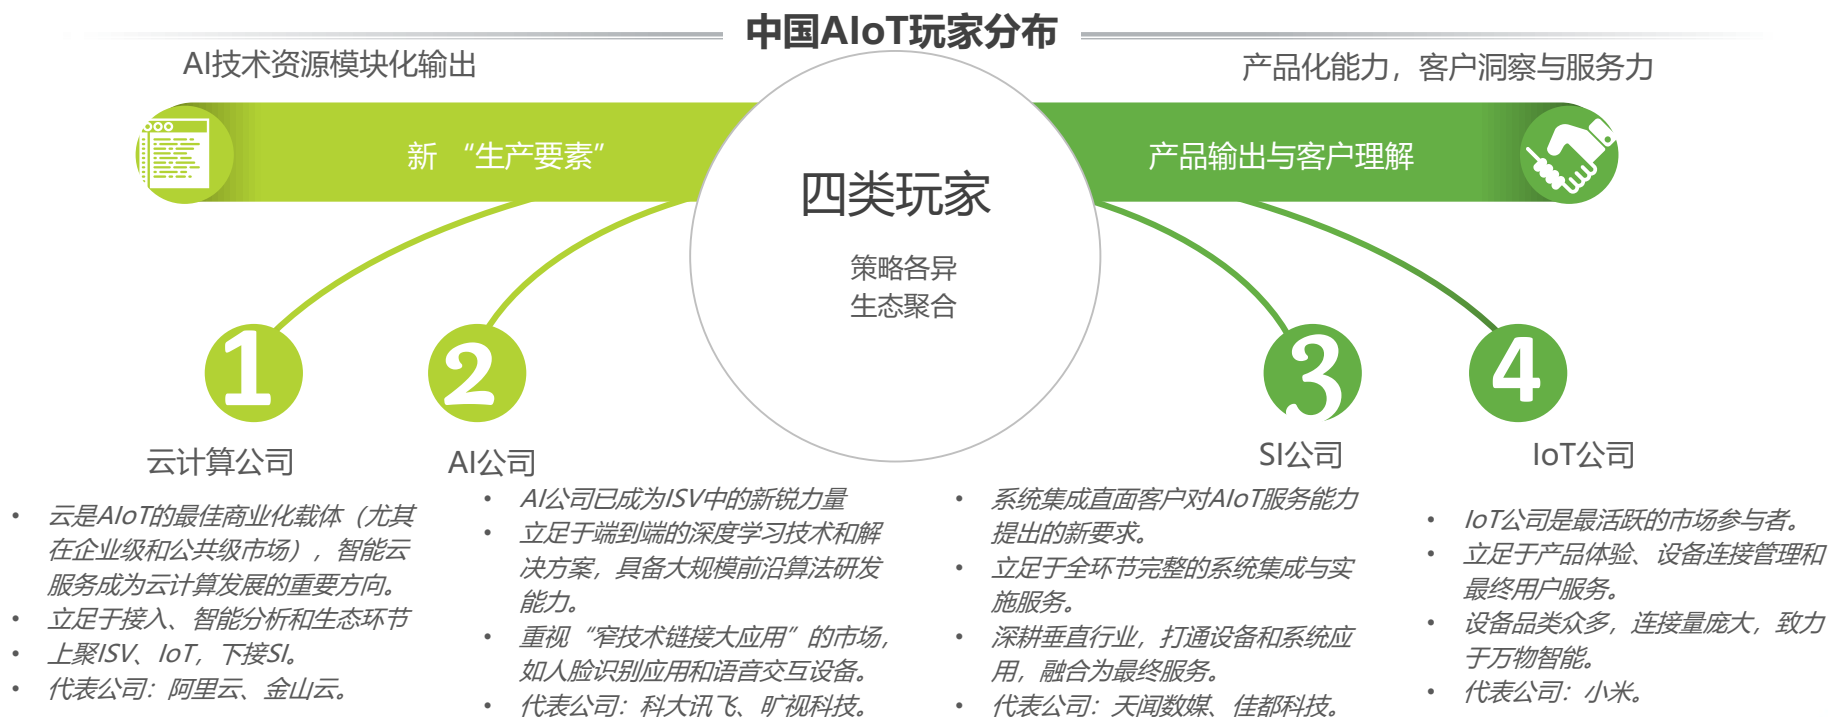 中国AIoT玩家分布
AI技术资源模块化输出
产品化能力，客户洞察与服务力
新 “生产要素”
产品输出与客户理解
四类玩家
策略各异
生态聚合
1
云计算公司
• 云是AIoT的最佳商业化载体（尤其
在企业级和公共级市场），智能云
服务成为云计算发展的重要方向。
• 立足于接入、智能分析和生态环节
• 上聚ISV、IoT，下接SI。
• 代表公司：阿里云、金山云。
2
AI公司
• AI公司已成为ISV中的新锐力量
• 立足于端到端的深度学习技术和解
决方案，具备大规模前沿算法研发
能力。
• 重视“窄技术链接大应用”的市场，
如人脸识别应用和语音交互设备。
• 代表公司：科大讯飞、旷视科技。
3
SI公司
• 系统集成直面客户对AIoT服务能力
提出的新要求。
• 立足于全环节完整的系统集成与实
施服务。
• 深耕垂直行业，打通设备和系统应
用，融合为最终服务。
• 代表公司：天闻数媒、佳都科技。
4
IoT公司
• IoT公司是最活跃的市场参与者。
• 立足于产品体验、设备连接管理和
最终用户服务。
• 设备品类众多，连接量庞大，致力
于万物智能。
• 代表公司：小米。